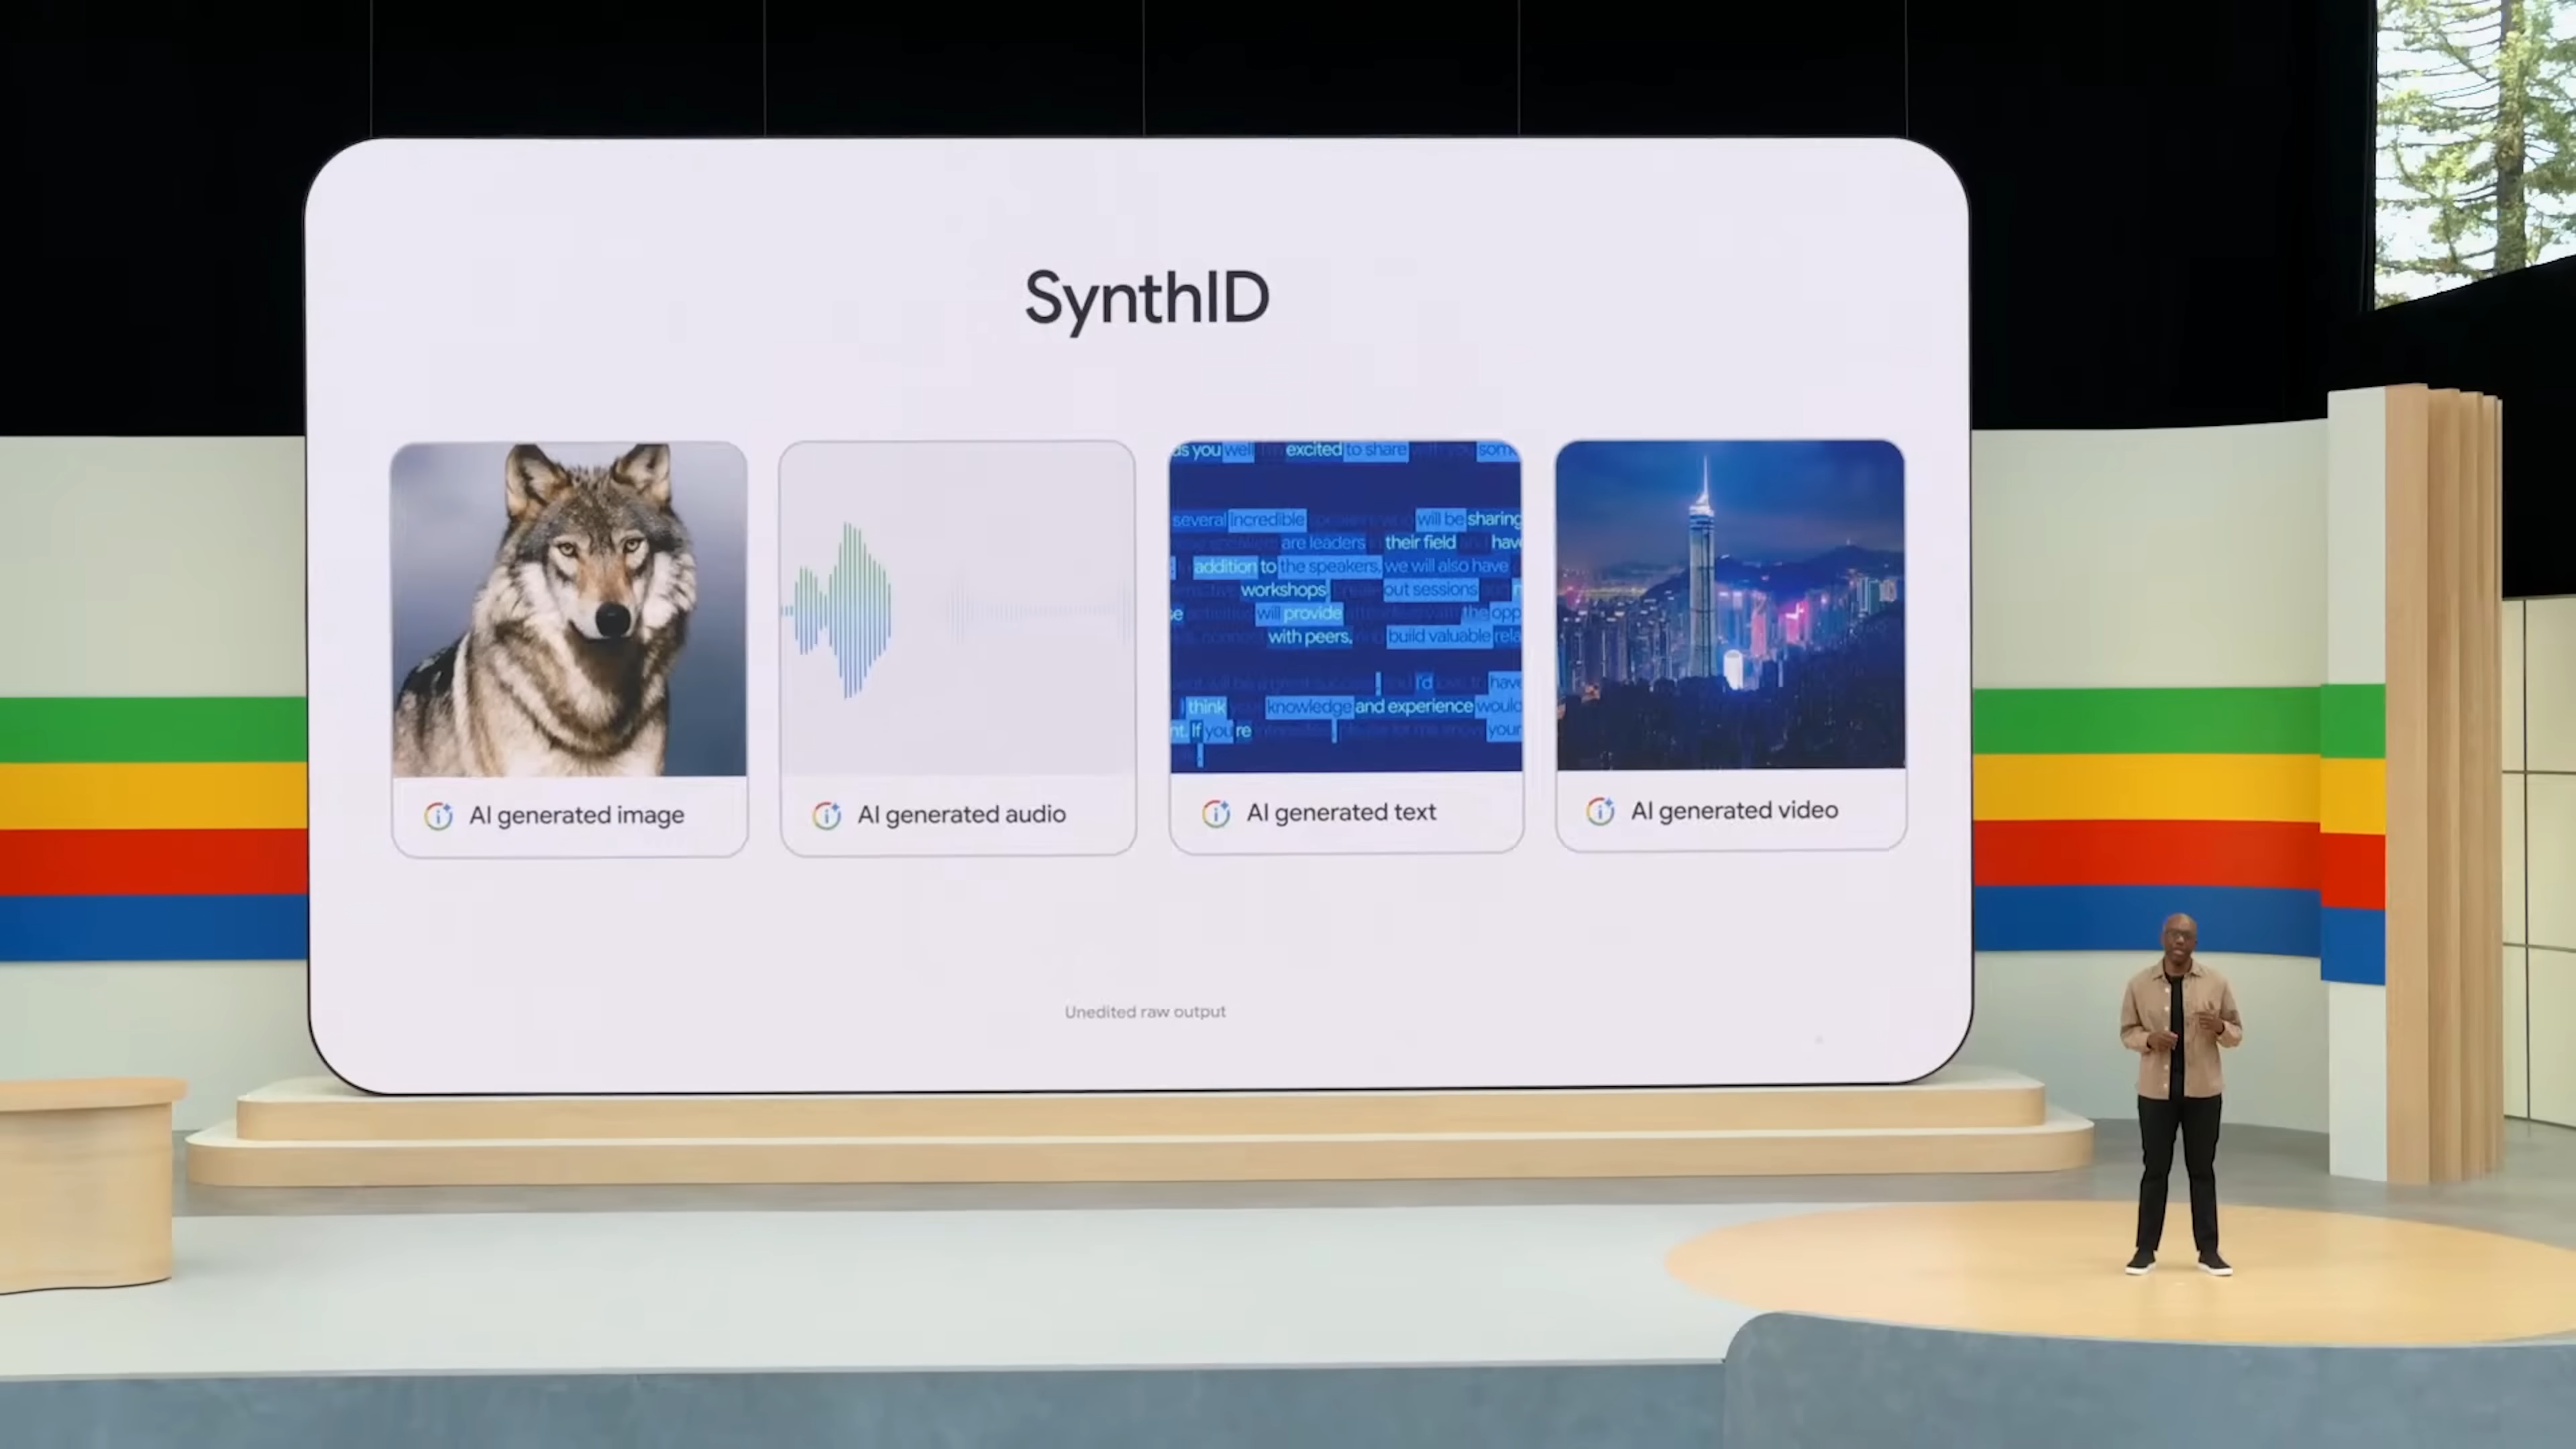 SynthID
as you well excited to share som
several incredible will be sharing
are leaders their field have
addition to the speakers, we will also have
workshops out sessions
will provide the opp
with peers, build valuable rela
I'd have
think knowledge and experience would
nt. If you're your
AI generated image
AI generated audio
AI generated text
AI generated video
Unedited raw output